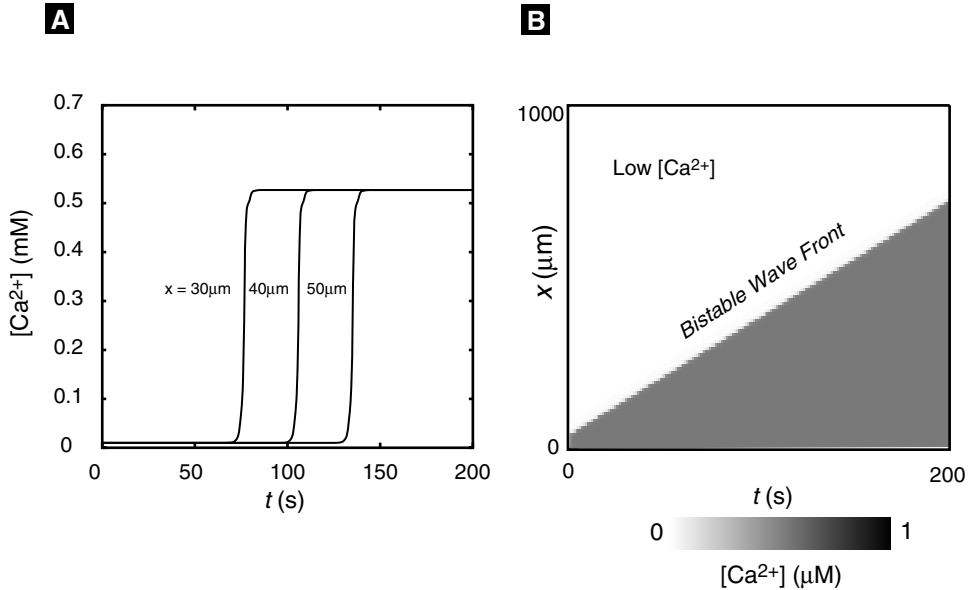 A
0.7
0.6
0.5
0.4
0.3
0.2
0.1
0
[Ca2+] (mM)
x = 30μm
40μm
50μm
0
50
100
150
200
t (s)
B
1000
x (μm)
0
Low [Ca2+]
Bistable Wave Front
0
200
t (s)
0
1
[Ca2+] (μM)